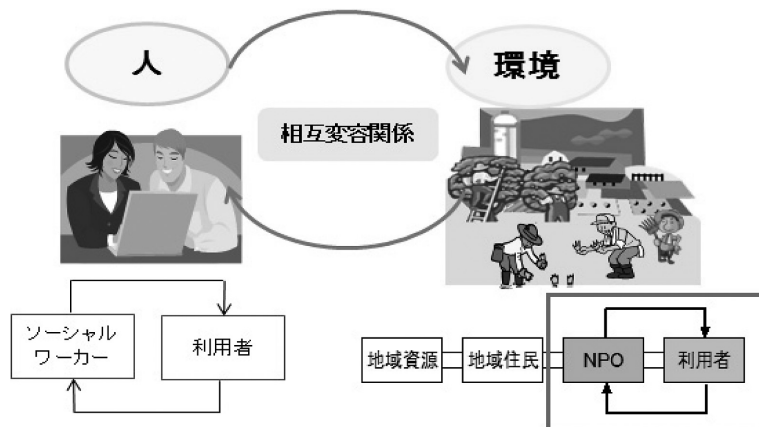 人
環境
相互変容関係
ソーシャル
ワーカー
利用者
地域資源
地域住民
NPO
利用者